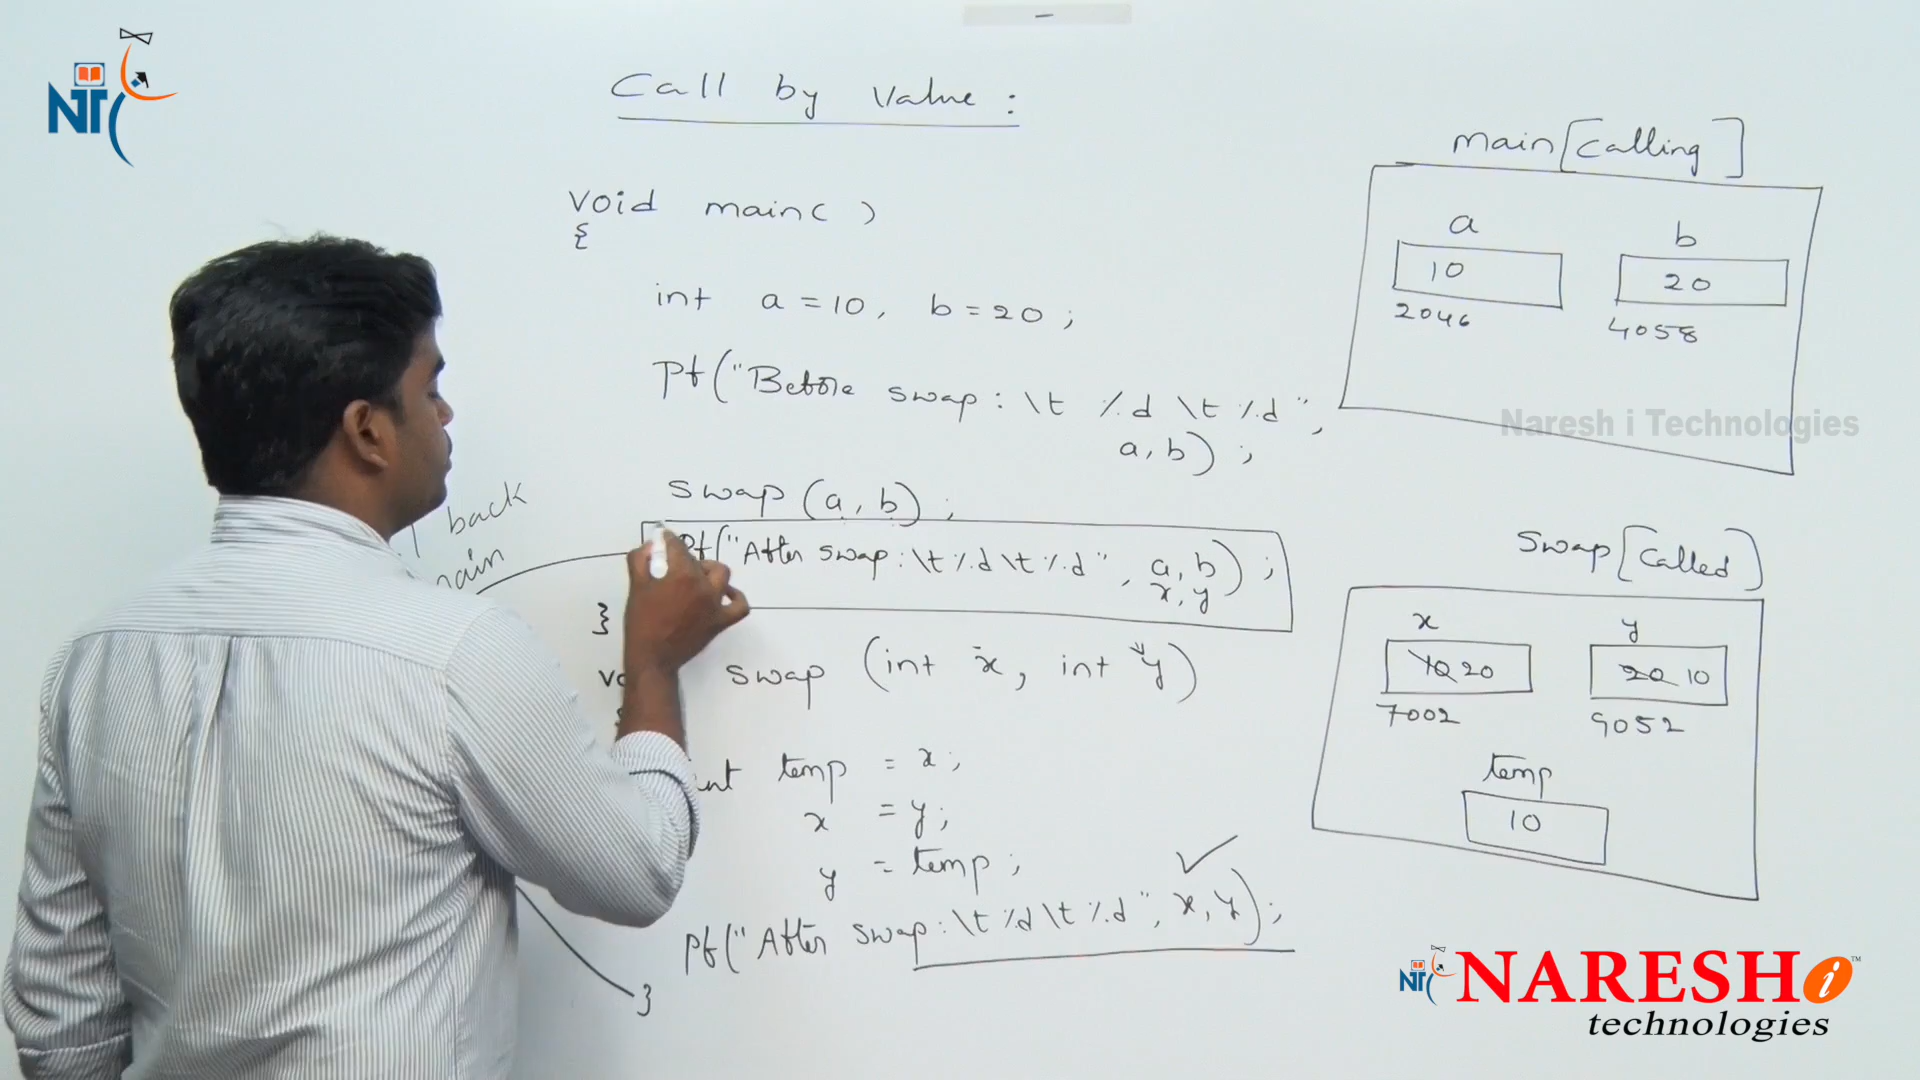 Call by Value :
void main( )
{
int a = 10, b = 20 ;
Pf("Before swap : \t %d \t %d",
a, b) ;
swap (a, b) ;
Pf("After swap : \t %d \t %d", a, b) ;
x, y
}
swap (int x, int y)
int temp = x ;
x = y ;
y = temp ;
Pf("After swap : \t %d \t %d", x, y) ;
}
back
main
main [Calling]
a b
10 20
2046 4058
Swap [Called]
x y
10 20 20 10
7002 9052
temp
10
NTC
Naresh i Technologies
NARESH i TM
technologies